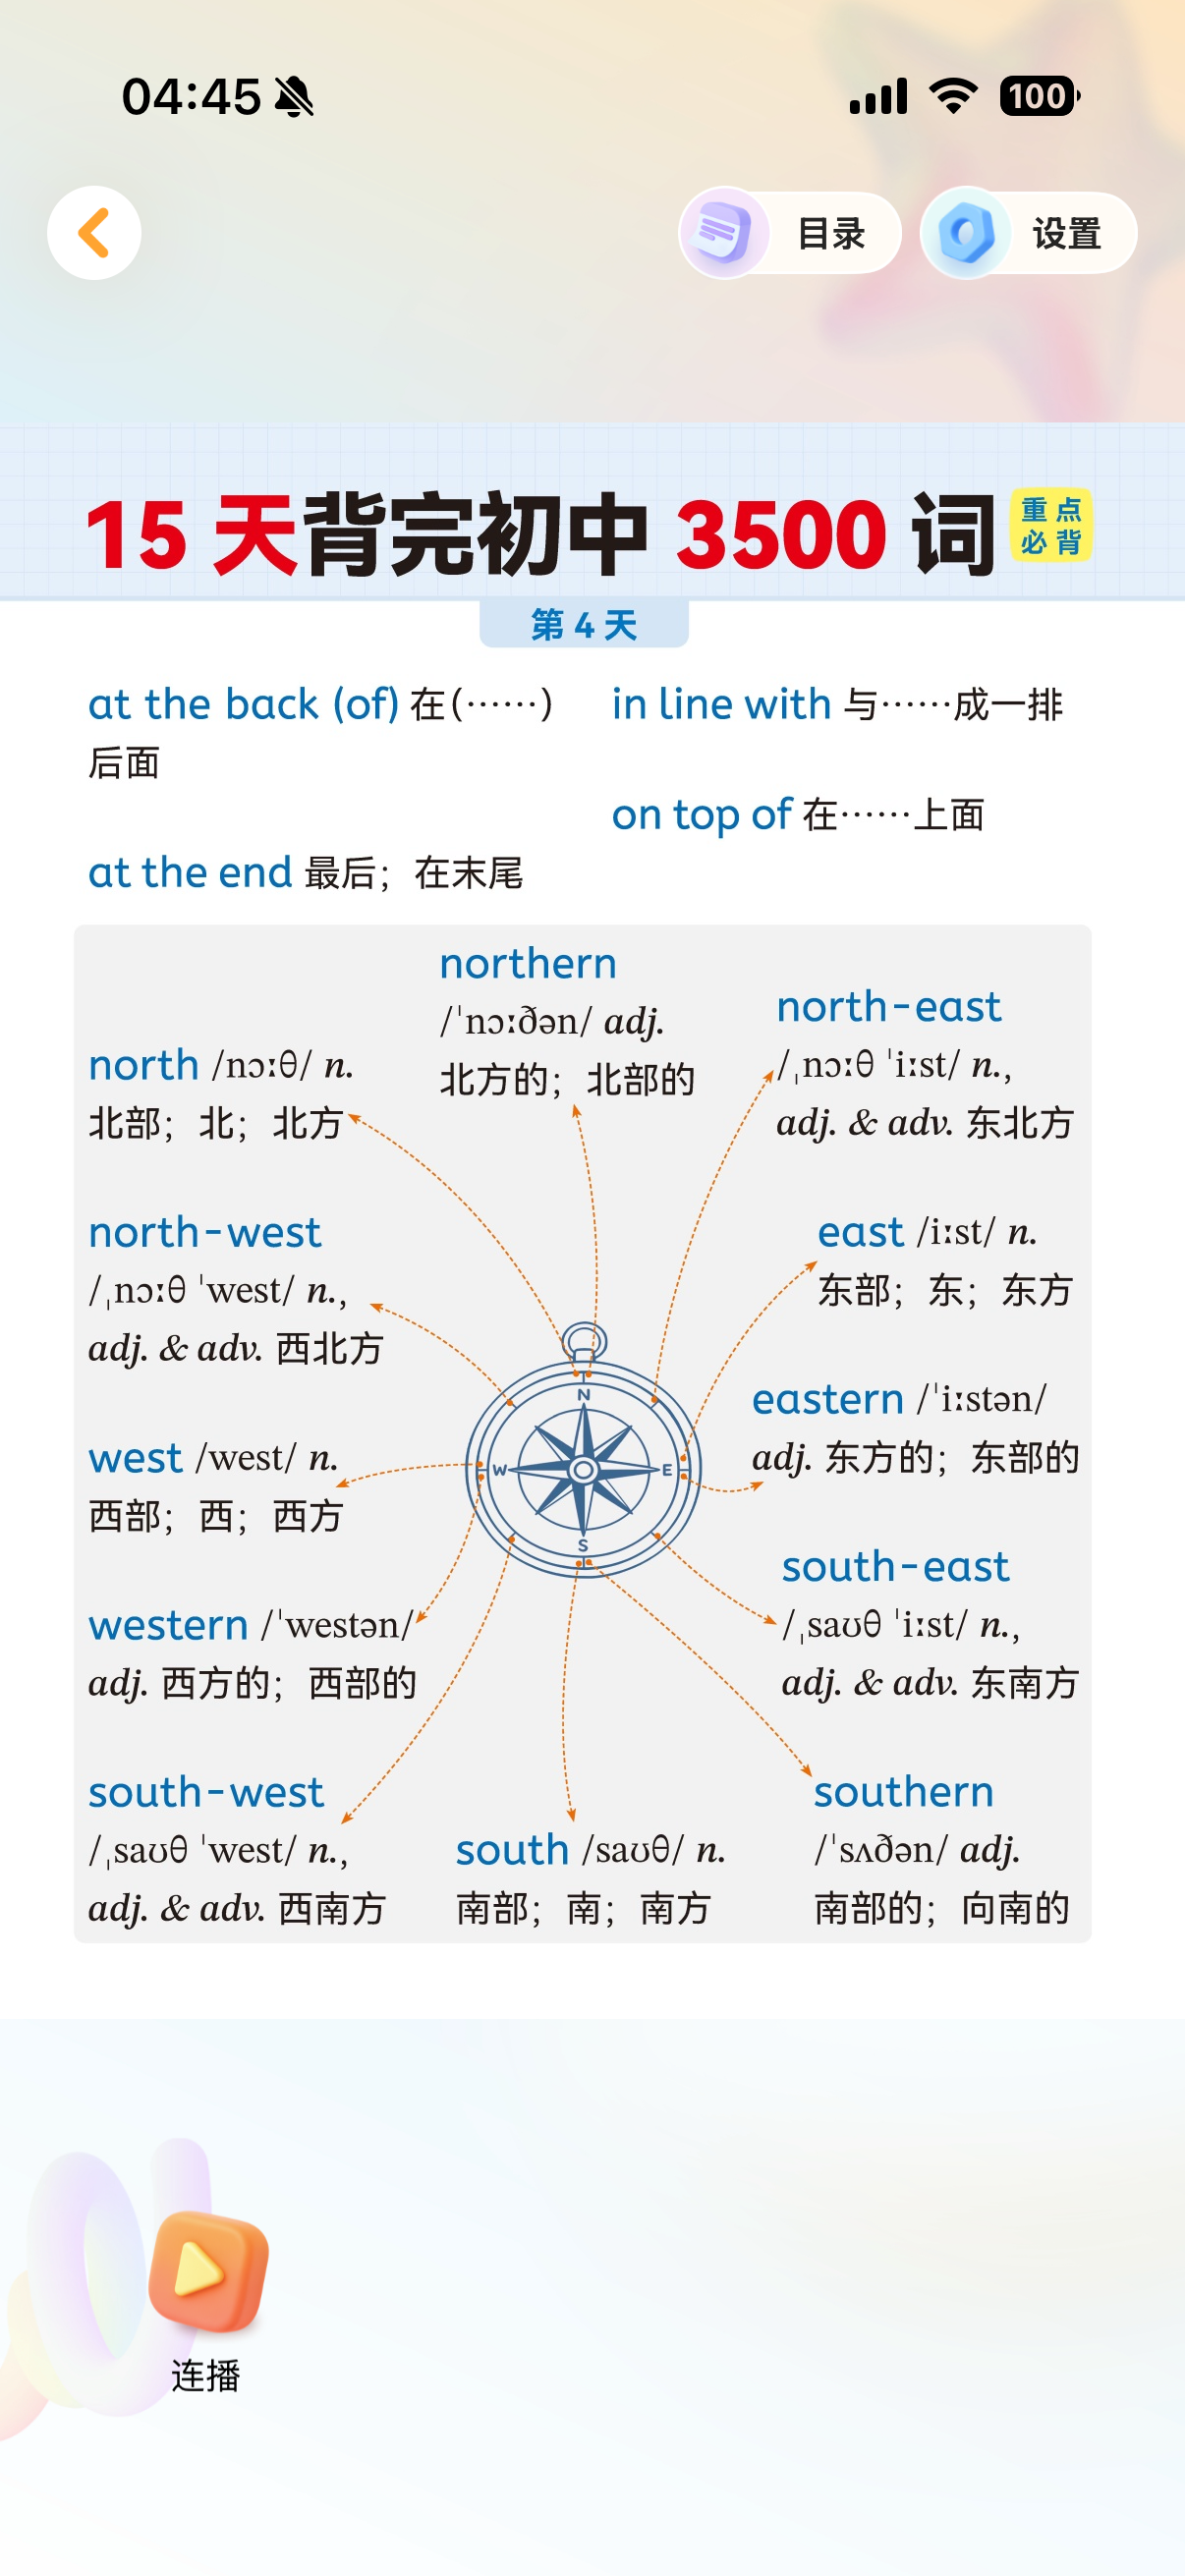 04:45
100
目录
设置
15 天背完初中 3500 词
重点
必背
第 4 天
at the back (of) 在(……)
后面
at the end 最后；在末尾
in line with 与……成一排
on top of 在……上面
northern
/ˈnɔːðən/ adj.
北方的；北部的
north-east
/ˌnɔːθ ˈiːst/ n.,
adj. & adv. 东北方
north /nɔːθ/ n.
北部；北；北方
north-west
/ˌnɔːθ ˈwest/ n.,
adj. & adv. 西北方
east /iːst/ n.
东部；东；东方
eastern /ˈiːstən/
adj. 东方的；东部的
N
W
E
S
west /west/ n.
西部；西；西方
south-east
/ˌsaʊθ ˈiːst/ n.,
adj. & adv. 东南方
western /ˈwestən/
adj. 西方的；西部的
south-west
/ˌsaʊθ ˈwest/ n.,
adj. & adv. 西南方
south /saʊθ/ n.
南部；南；南方
southern
/ˈsʌðən/ adj.
南部的；向南的
连播